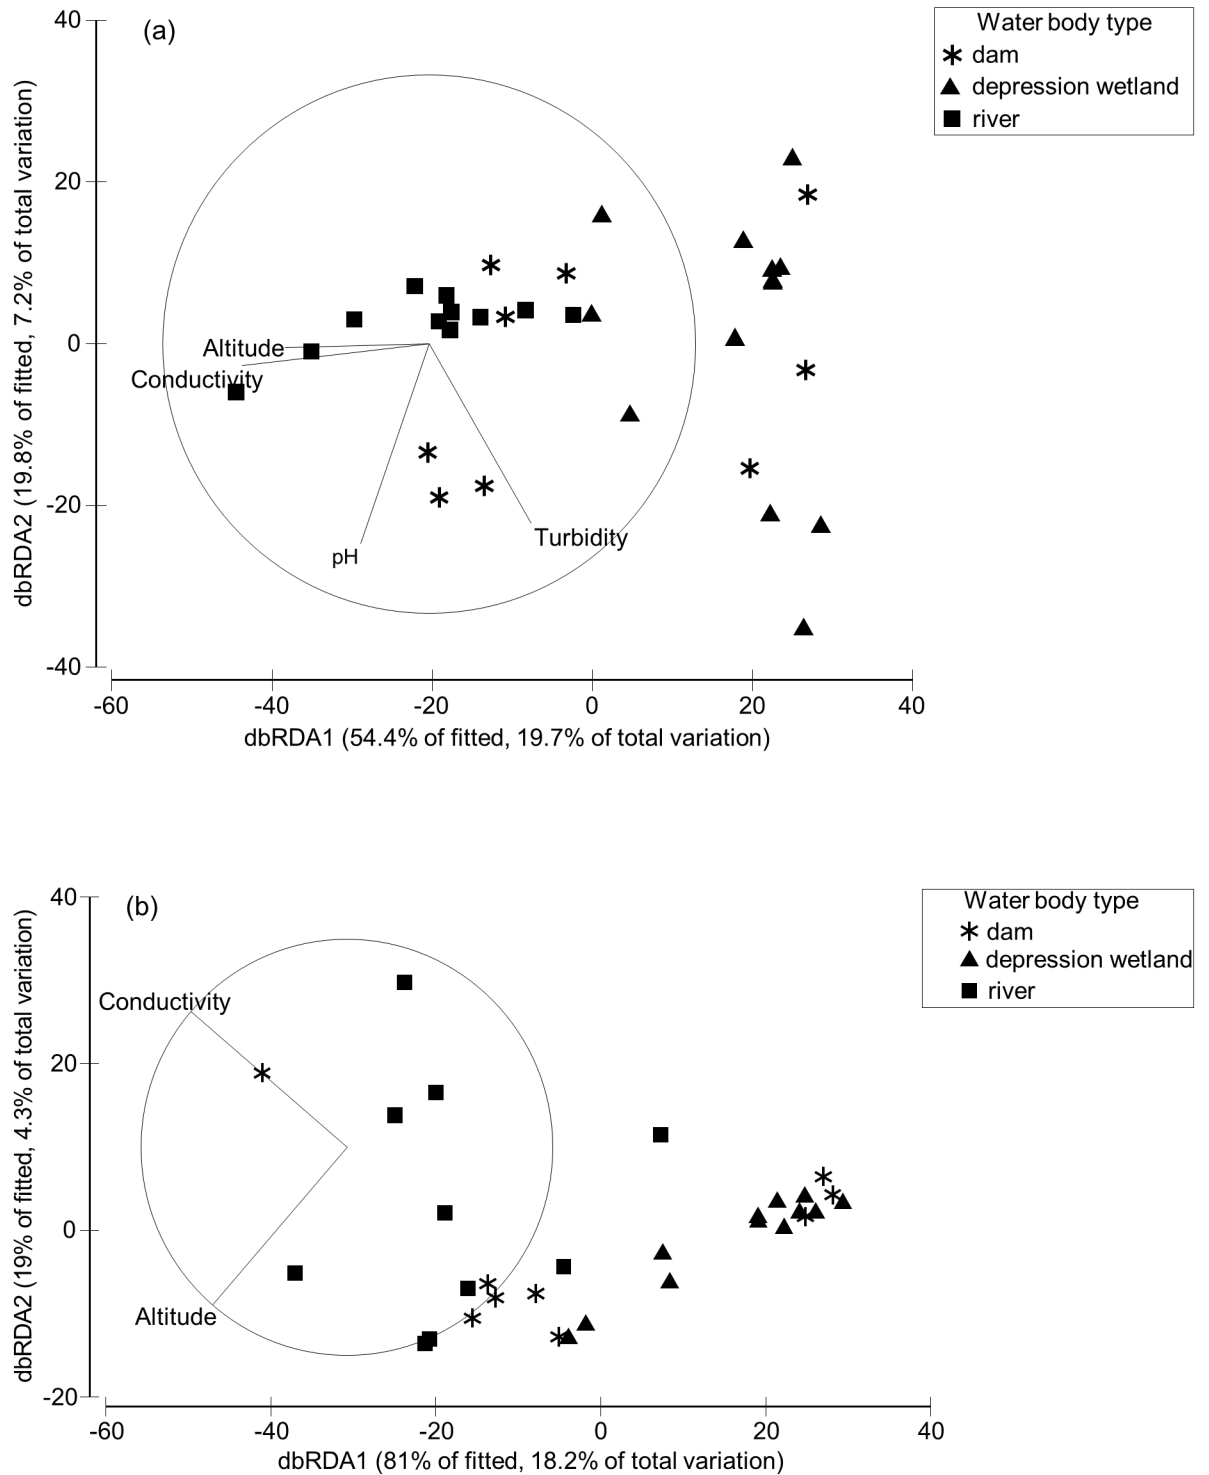 (a)
Water body type
dam
depression wetland
river
40
20
0
-20
-40
dbRDA2 (19.8% of fitted, 7.2% of total variation)
Altitude
Conductivity
pH
Turbidity
-60
-40
-20
0
20
40
dbRDA1 (54.4% of fitted, 19.7% of total variation)
(b)
Water body type
dam
depression wetland
river
40
20
0
-20
dbRDA2 (19% of fitted, 4.3% of total variation)
Conductivity
Altitude
-60
-40
-20
0
20
40
dbRDA1 (81% of fitted, 18.2% of total variation)